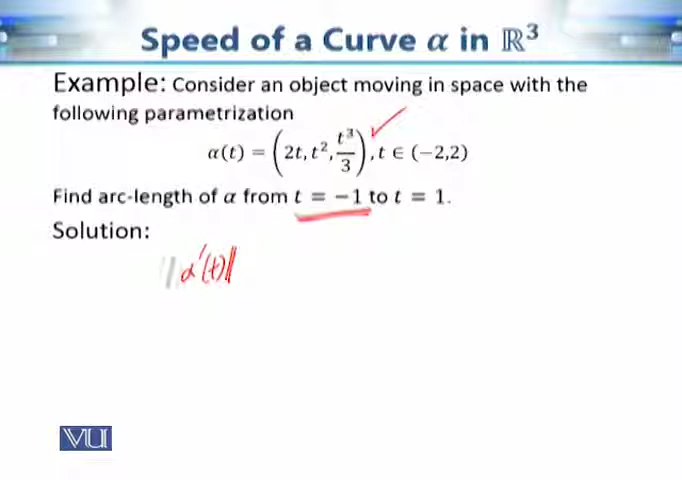 Speed of a Curve α in ℝ³
Example: Consider an object moving in space with the
following parametrization
α(t) = (2t, t², t³/3), t ∈ (−2,2)
Find arc-length of α from t = −1 to t = 1.
Solution:
‖α′(t)‖
VU